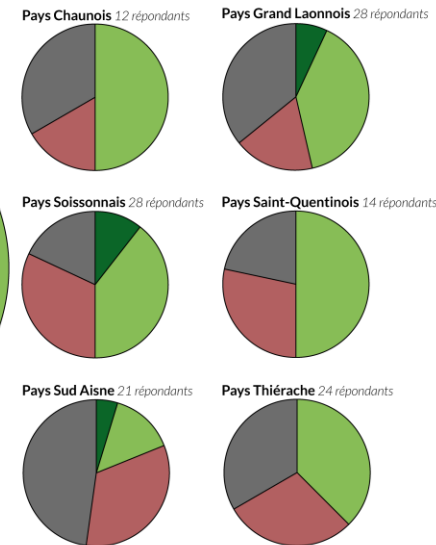 Pays Chaunois 12 répondants
Pays Grand Laonnois 28 répondants
Pays Soissonnais 28 répondants
Pays Saint-Quentinois 14 répondants
Pays Sud Aisne 21 répondants
Pays Thiérache 24 répondants